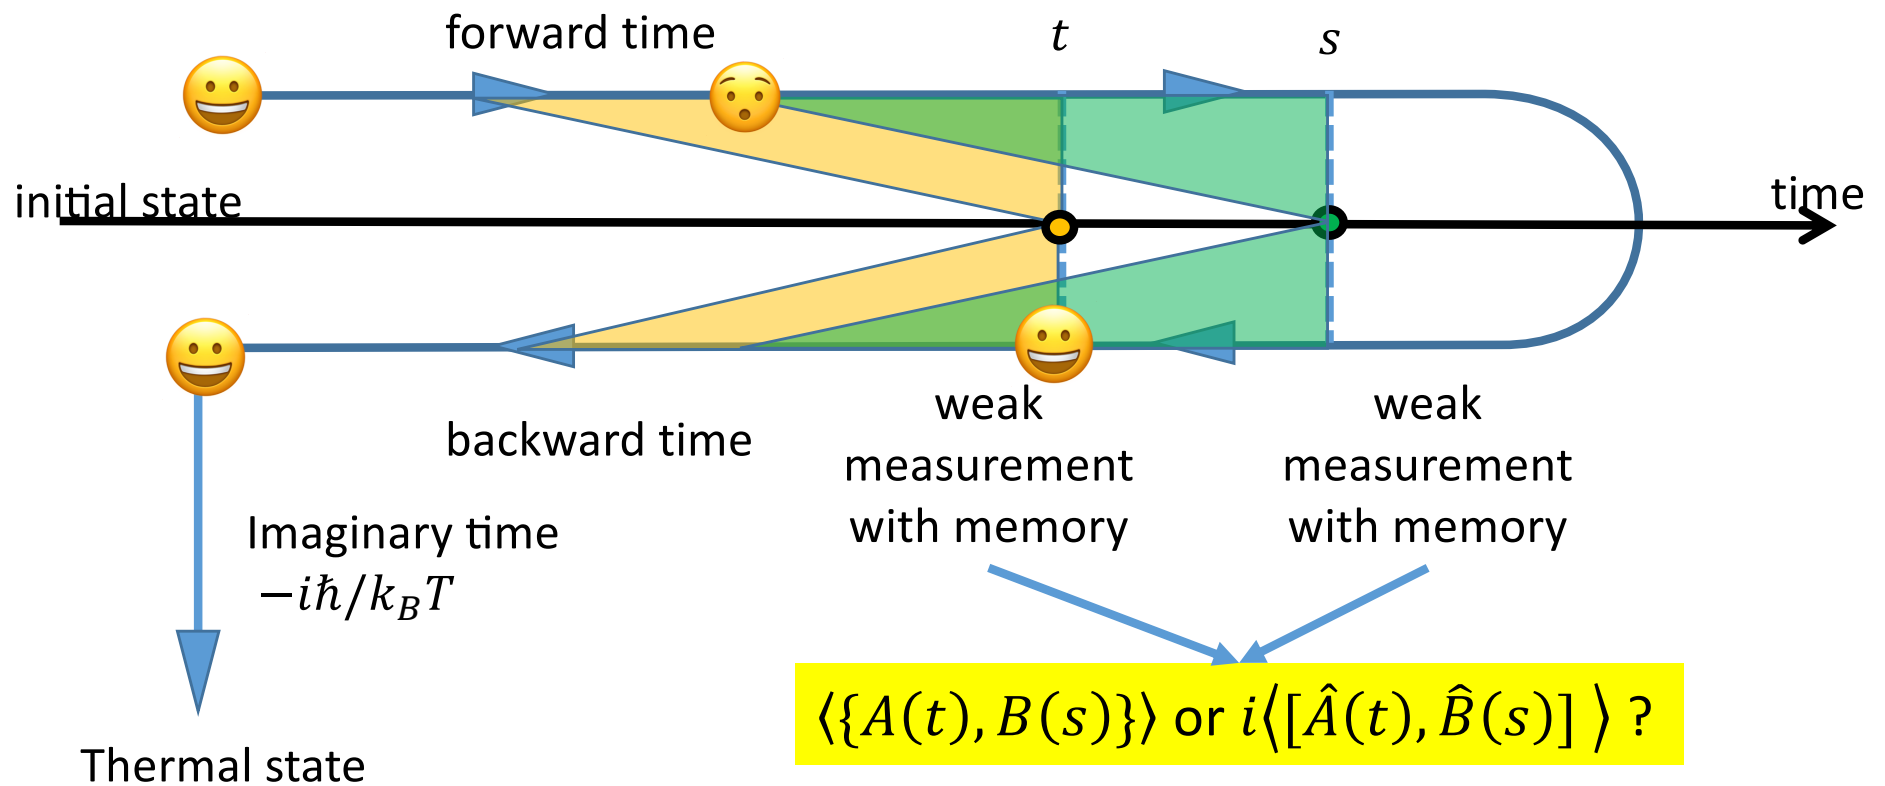 forward time
t
s
initial state
time
backward time
weak
measurement
with memory
weak
measurement
with memory
Imaginary time
−iħ/k_BT
⟨{A(t), B(s)}⟩ or i⟨[Â(t), B̂(s)] ⟩ ?
Thermal state